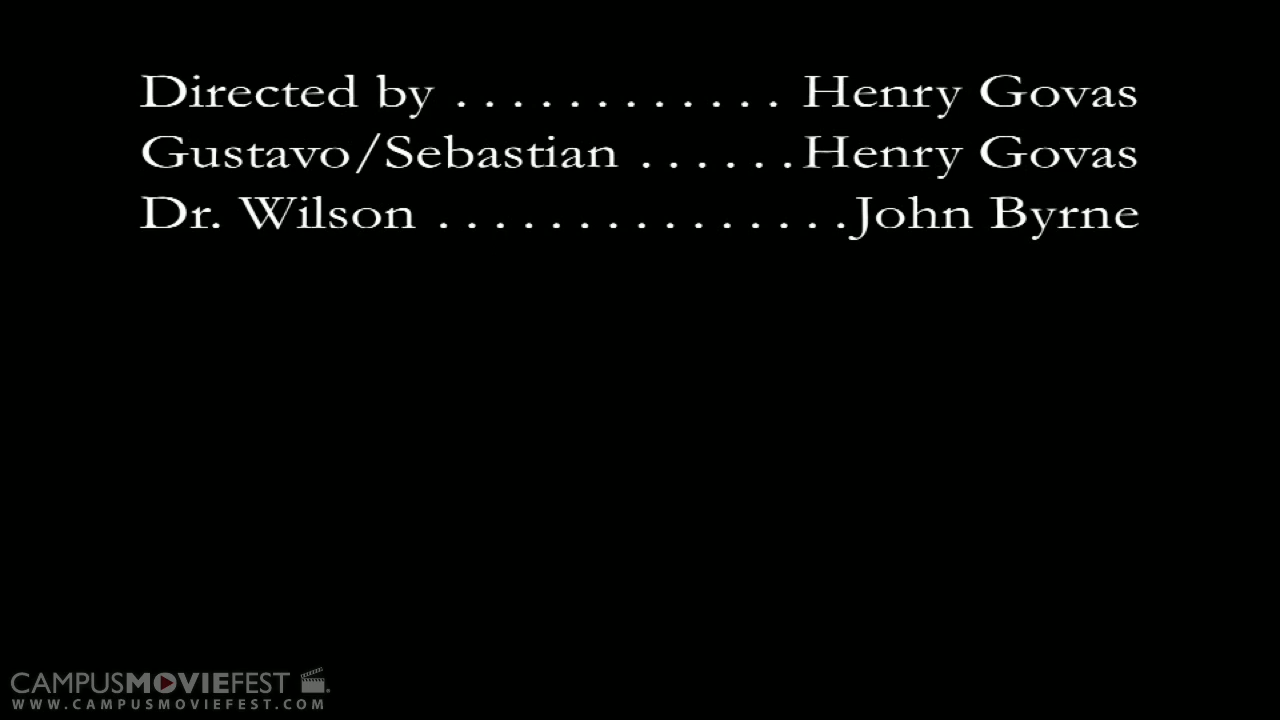 Directed by . . . . . . . . . . . . Henry Govas
Gustavo/Sebastian . . . . . . Henry Govas
Dr. Wilson . . . . . . . . . . . . . . . John Byrne
CAMPUSMOVIEFEST
WWW.CAMPUSMOVIEFEST.COM